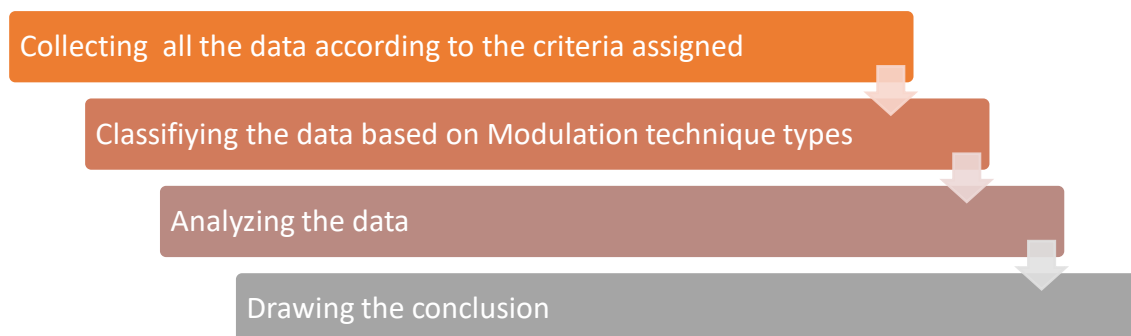 Collecting  all the data according to the criteria assigned
Classifiying the data based on Modulation technique types
Analyzing the data
Drawing the conclusion